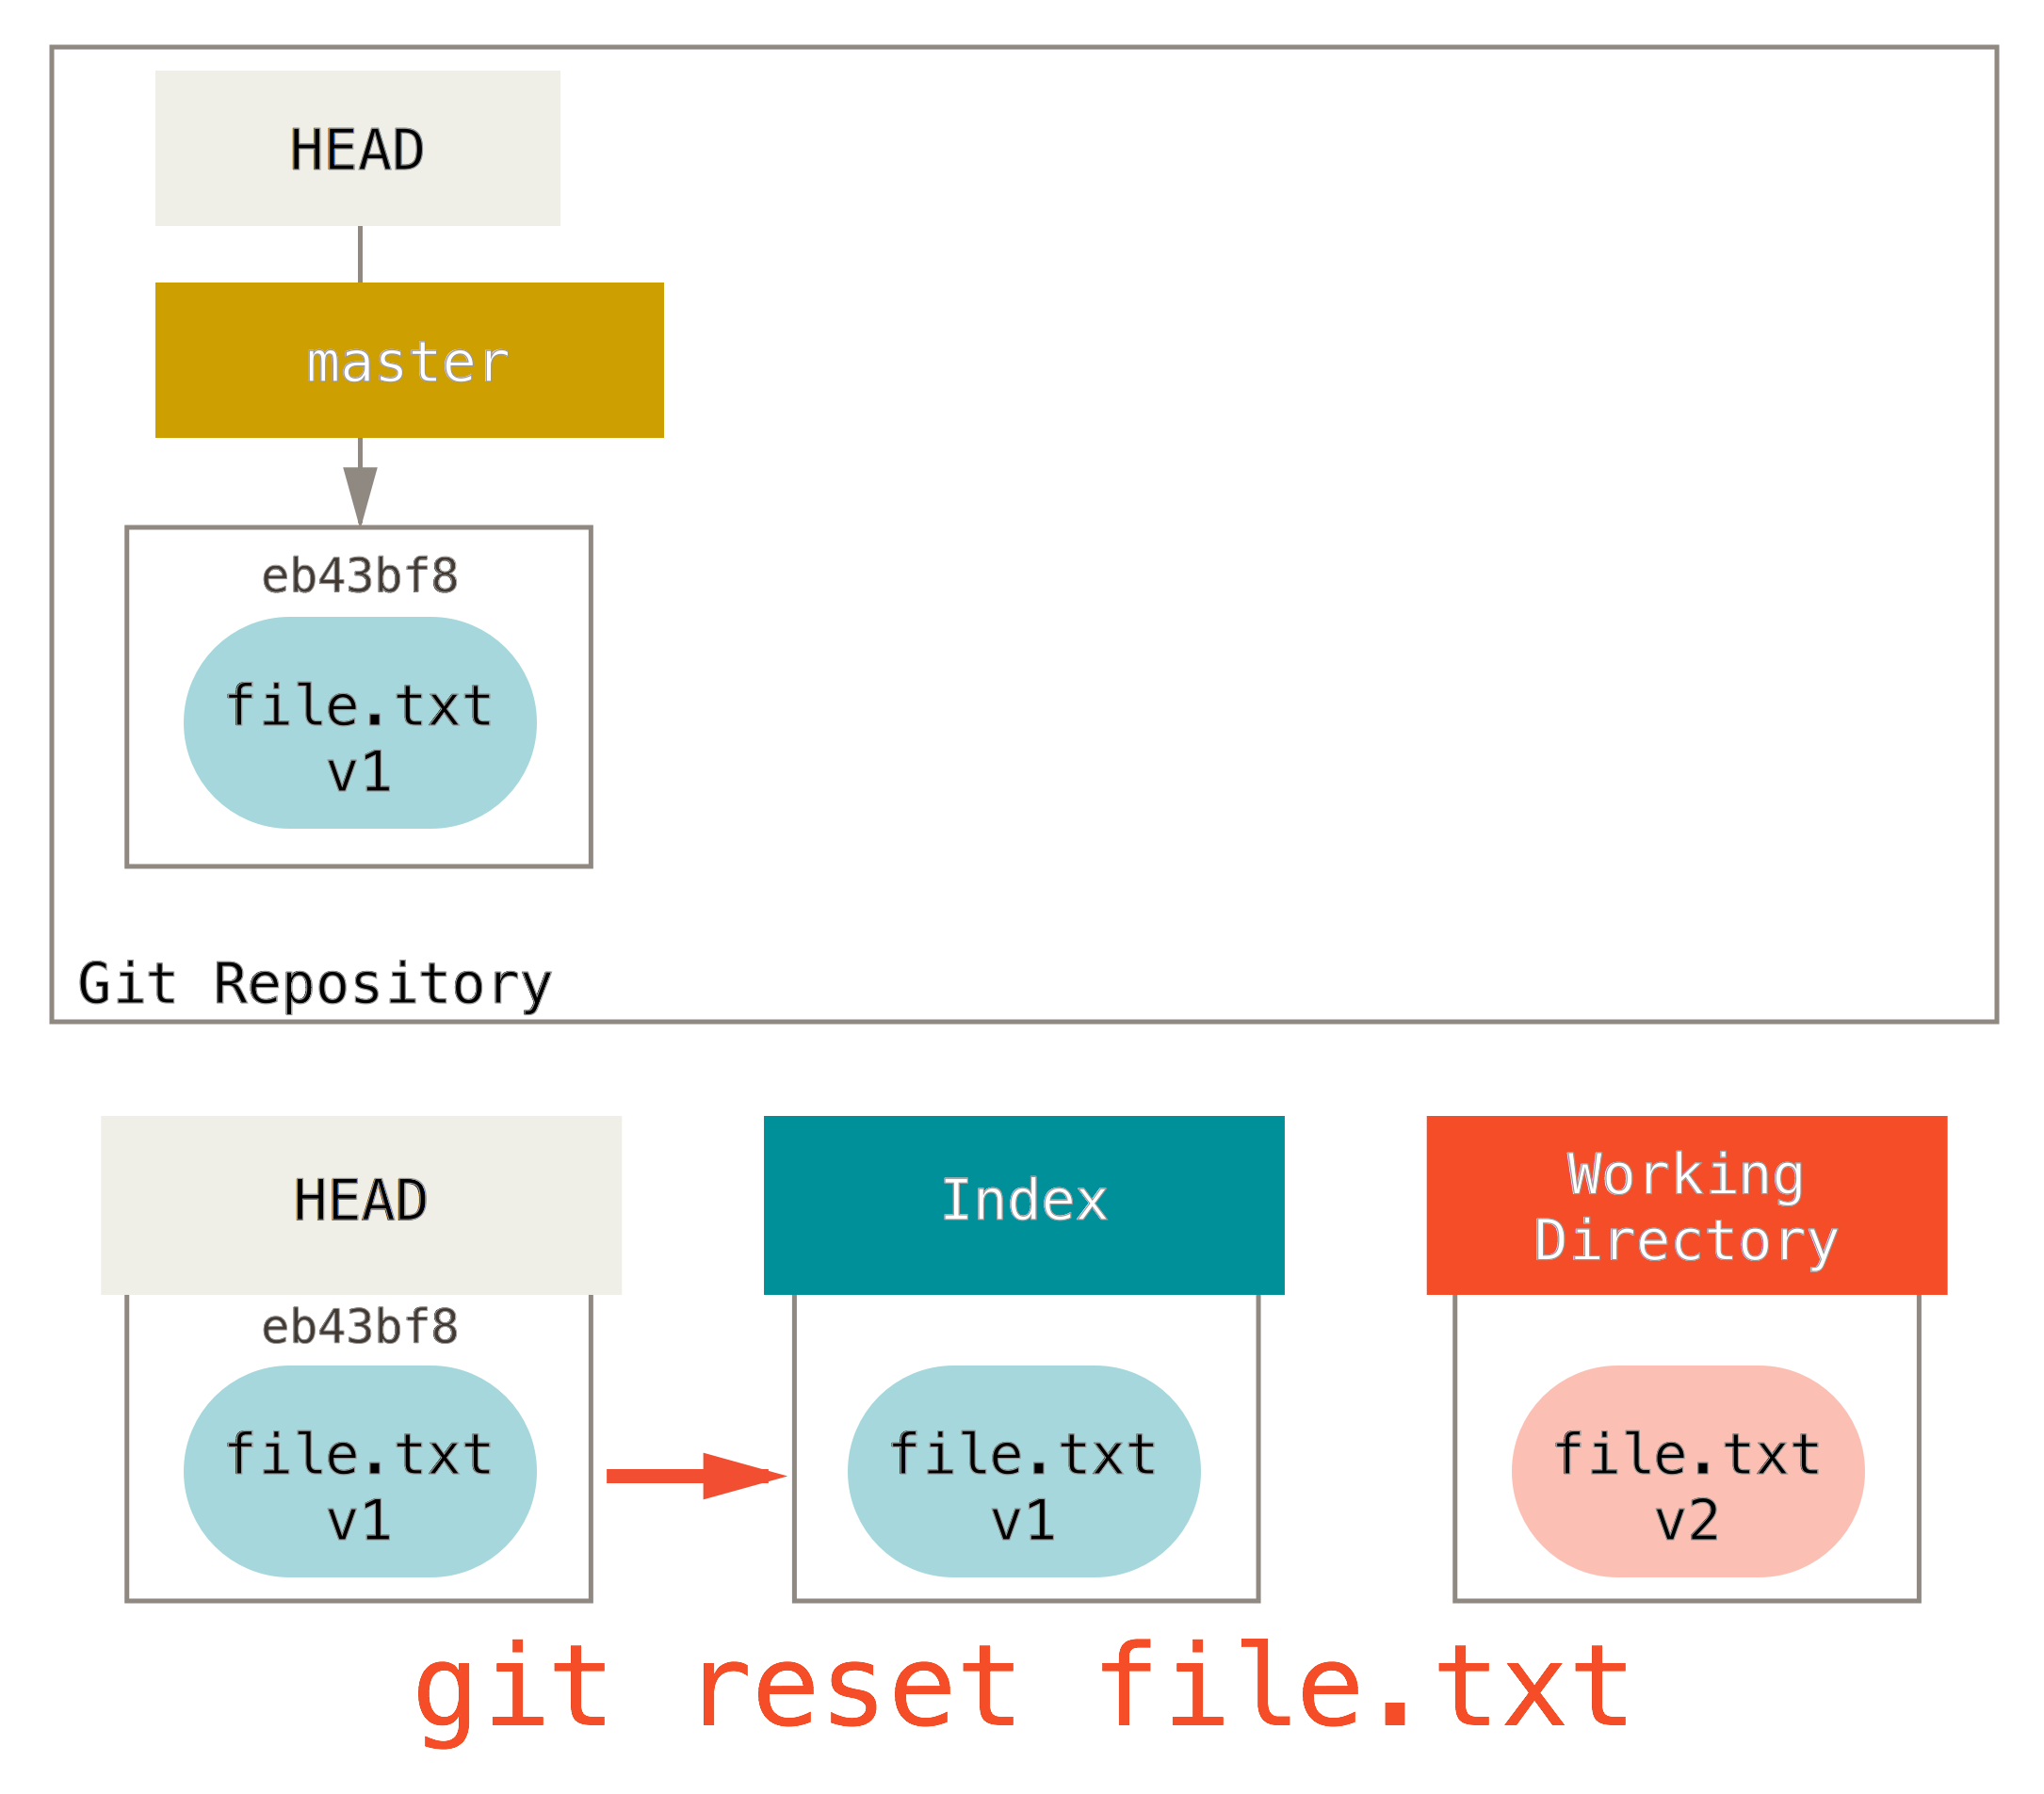 HEAD
master
eb43bf8
file.txt
v1
Git Repository
HEAD
eb43bf8
file.txt
v1
Index
file.txt
v1
Working
Directory
file.txt
v2
git reset file.txt